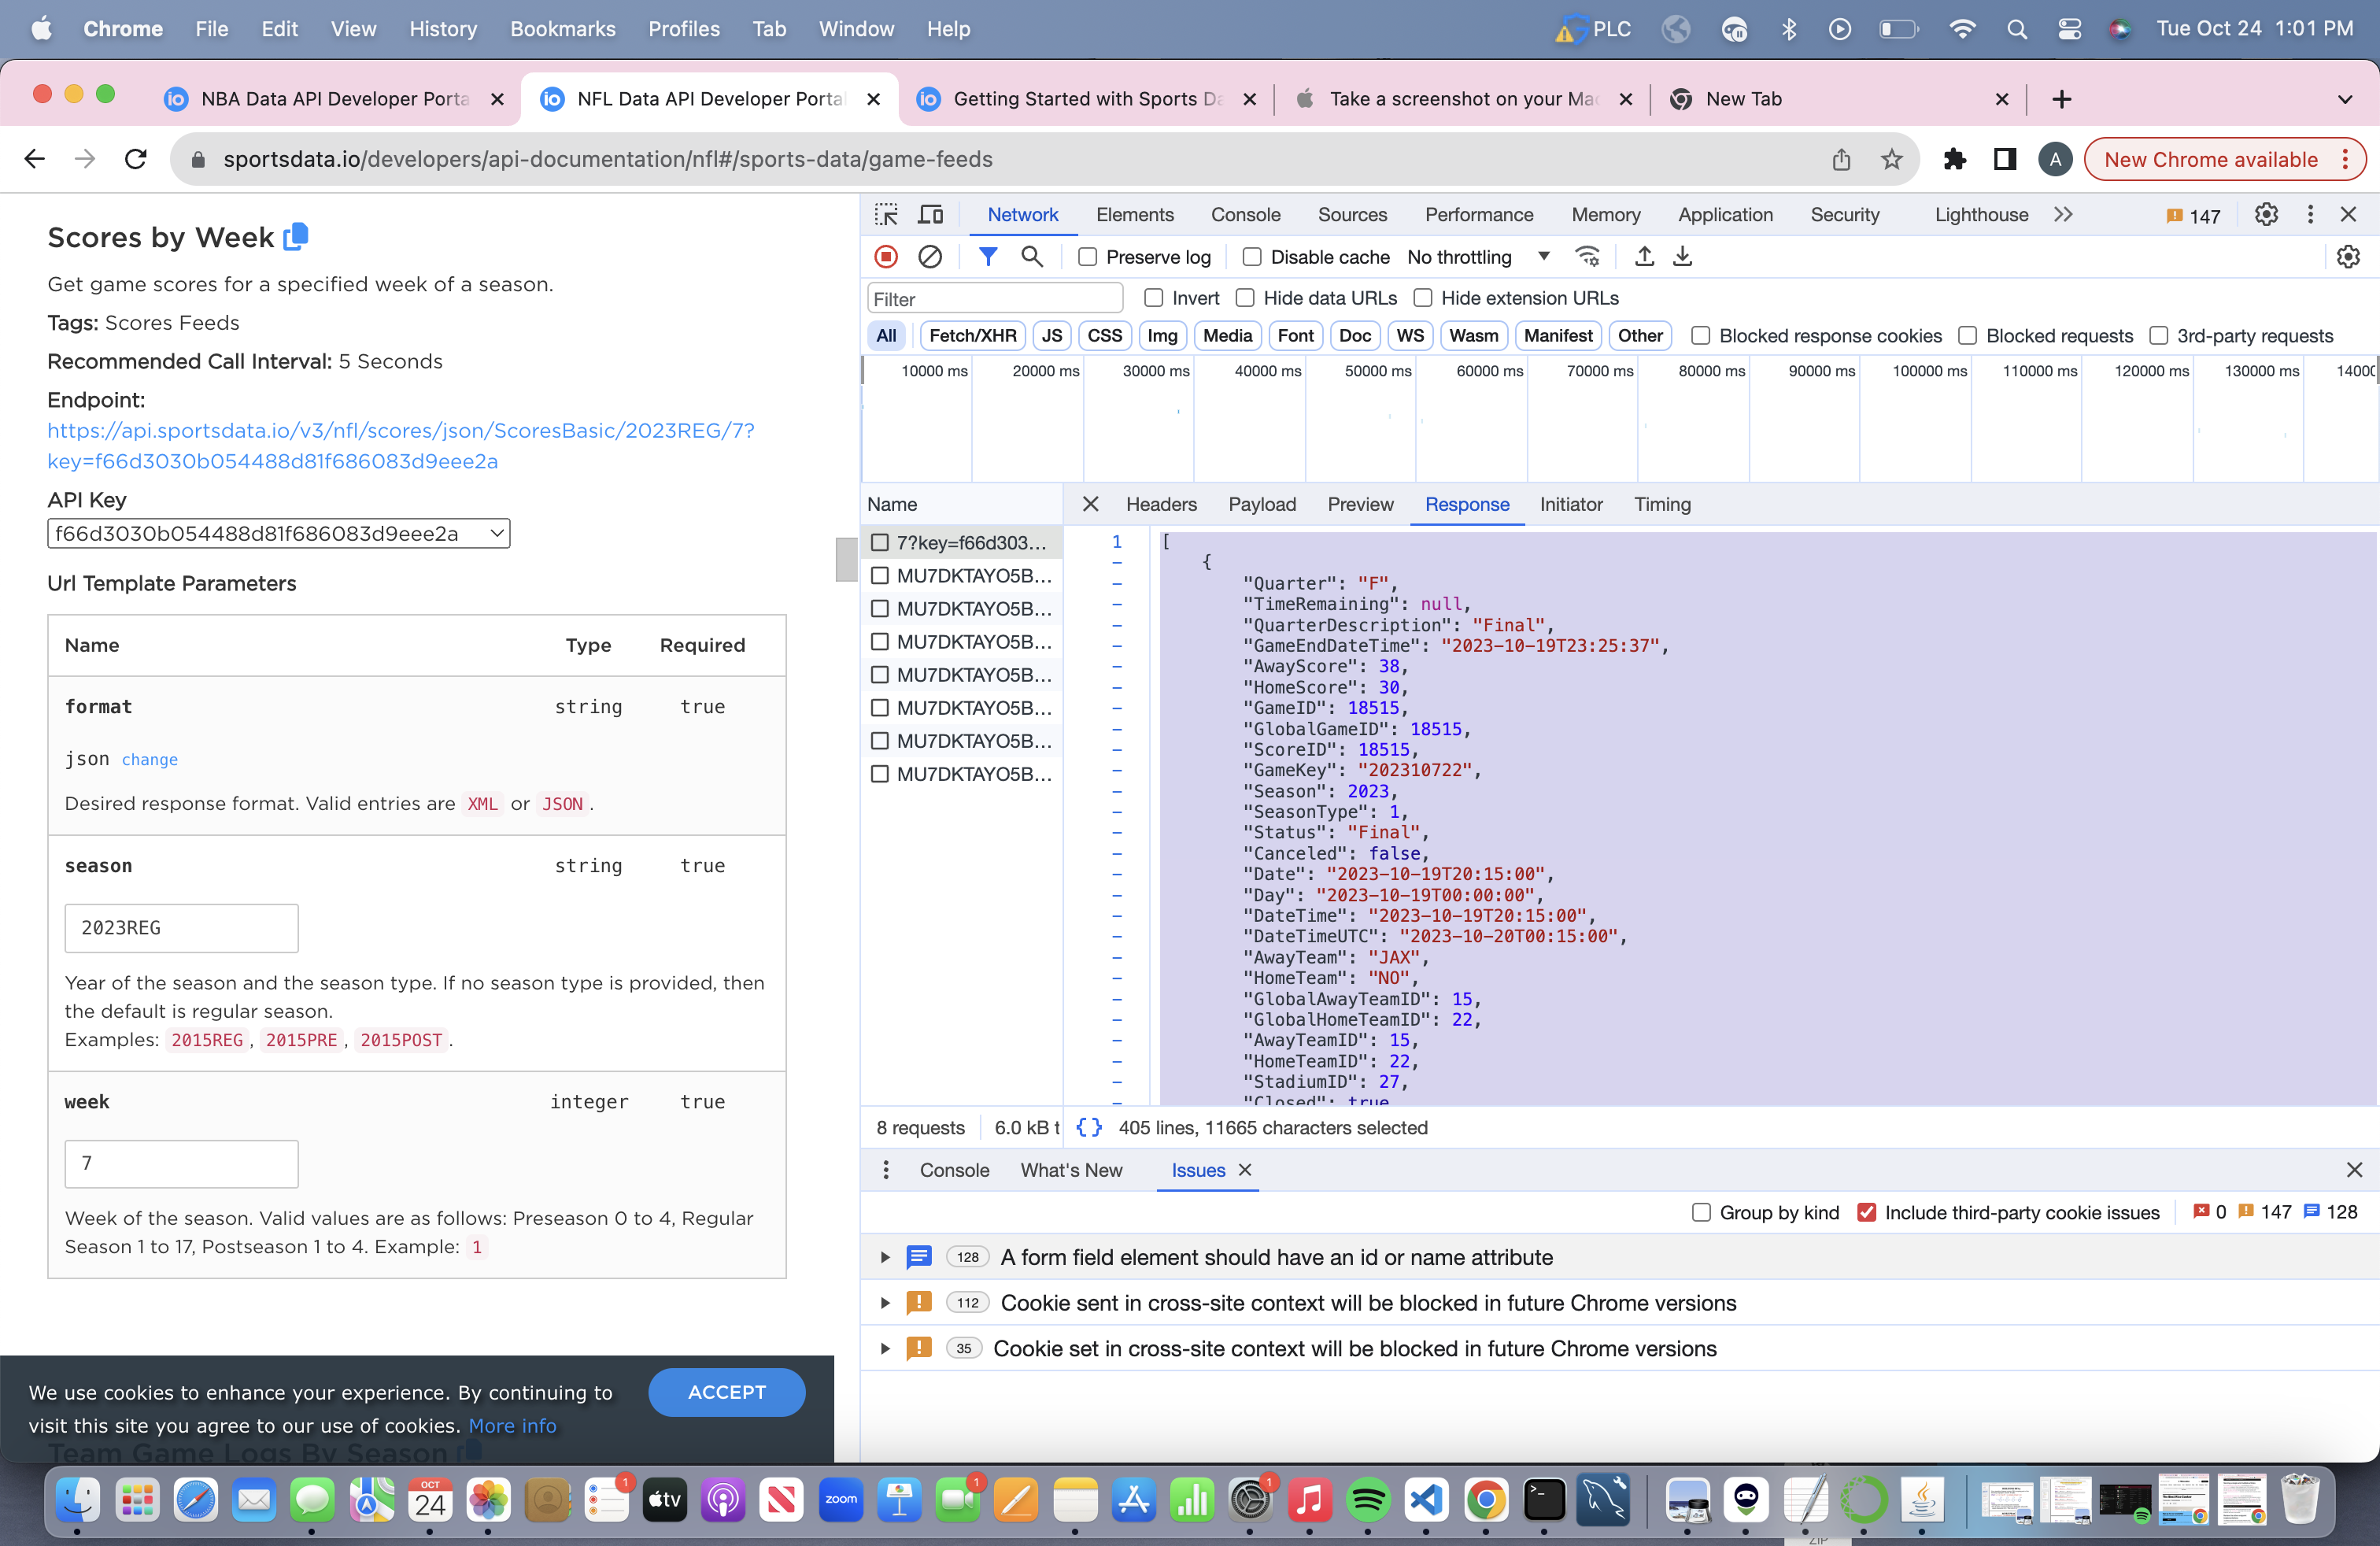 Chrome File Edit View History Bookmarks Profiles Tab Window Help PLC Tue Oct 24 1:01 PM
NBA Data API Developer Porta NFL Data API Developer Portal Getting Started with Sports Da Take a screenshot on your Mac New Tab
sportsdata.io/developers/api-documentation/nfl#/sports-data/game-feeds A New Chrome available
Scores by Week
Get game scores for a specified week of a season.
Tags: Scores Feeds
Recommended Call Interval: 5 Seconds
Endpoint:
https://api.sportsdata.io/v3/nfl/scores/json/ScoresBasic/2023REG/7?
key=f66d3030b054488d81f686083d9eee2a
API Key
f66d3030b054488d81f686083d9eee2a
Url Template Parameters
Name Type Required
format string true
json change
Desired response format. Valid entries are XML or JSON .
season string true
2023REG
Year of the season and the season type. If no season type is provided, then
the default is regular season.
Examples: 2015REG , 2015PRE , 2015POST .
week integer true
7
Week of the season. Valid values are as follows: Preseason 0 to 4, Regular
Season 1 to 17, Postseason 1 to 4. Example: 1
We use cookies to enhance your experience. By continuing to
visit this site you agree to our use of cookies. More info
ACCEPT
Team Game Logs By Season
Network Elements Console Sources Performance Memory Application Security Lighthouse 147
Preserve log Disable cache No throttling
Filter Invert Hide data URLs Hide extension URLs
All Fetch/XHR JS CSS Img Media Font Doc WS Wasm Manifest Other Blocked response cookies Blocked requests 3rd-party requests
10000 ms 20000 ms 30000 ms 40000 ms 50000 ms 60000 ms 70000 ms 80000 ms 90000 ms 100000 ms 110000 ms 120000 ms 130000 ms 14000
Name Headers Payload Preview Response Initiator Timing
7?key=f66d303...
MU7DKTAYO5B...
MU7DKTAYO5B...
MU7DKTAYO5B...
MU7DKTAYO5B...
MU7DKTAYO5B...
MU7DKTAYO5B...
MU7DKTAYO5B...
1 [
{
"Quarter": "F",
"TimeRemaining": null,
"QuarterDescription": "Final",
"GameEndDateTime": "2023-10-19T23:25:37",
"AwayScore": 38,
"HomeScore": 30,
"GameID": 18515,
"GlobalGameID": 18515,
"ScoreID": 18515,
"GameKey": "202310722",
"Season": 2023,
"SeasonType": 1,
"Status": "Final",
"Canceled": false,
"Date": "2023-10-19T20:15:00",
"Day": "2023-10-19T00:00:00",
"DateTime": "2023-10-19T20:15:00",
"DateTimeUTC": "2023-10-20T00:15:00",
"AwayTeam": "JAX",
"HomeTeam": "NO",
"GlobalAwayTeamID": 15,
"GlobalHomeTeamID": 22,
"AwayTeamID": 15,
"HomeTeamID": 22,
"StadiumID": 27,
"Closed": true
8 requests 6.0 kB t {} 405 lines, 11665 characters selected
Console What's New Issues
Group by kind Include third-party cookie issues 0 147 128
128 A form field element should have an id or name attribute
112 Cookie sent in cross-site context will be blocked in future Chrome versions
35 Cookie set in cross-site context will be blocked in future Chrome versions
OCT
24
1
tv
zoom
1
1
ZIP